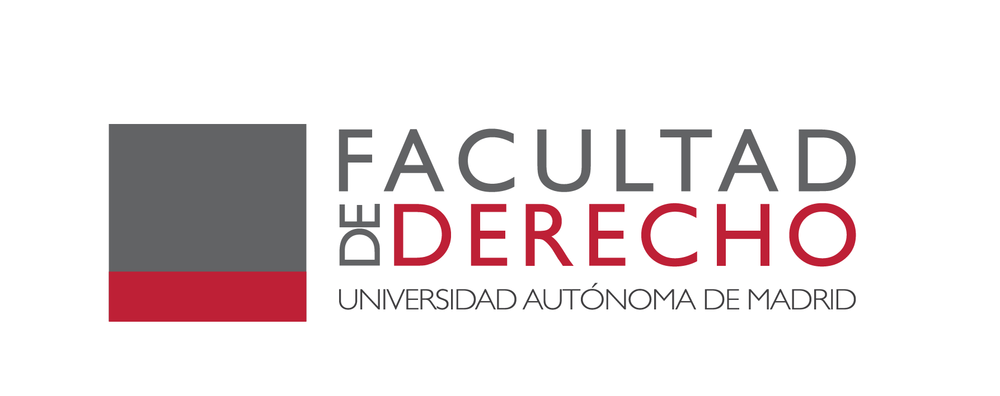 FACULTAD
DE DERECHO
UNIVERSIDAD AUTÓNOMA DE MADRID